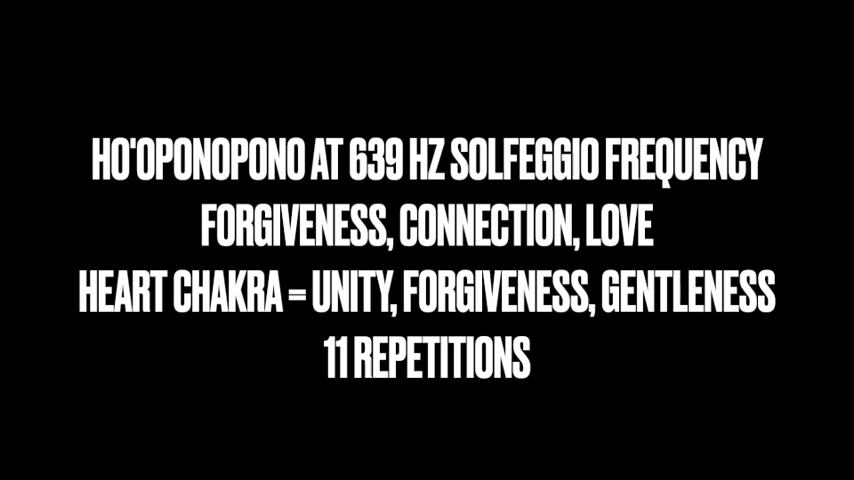 HO'OPONOPONO AT 639 HZ SOLFEGGIO FREQUENCY
FORGIVENESS, CONNECTION, LOVE
HEART CHAKRA = UNITY, FORGIVENESS, GENTLENESS
11 REPETITIONS